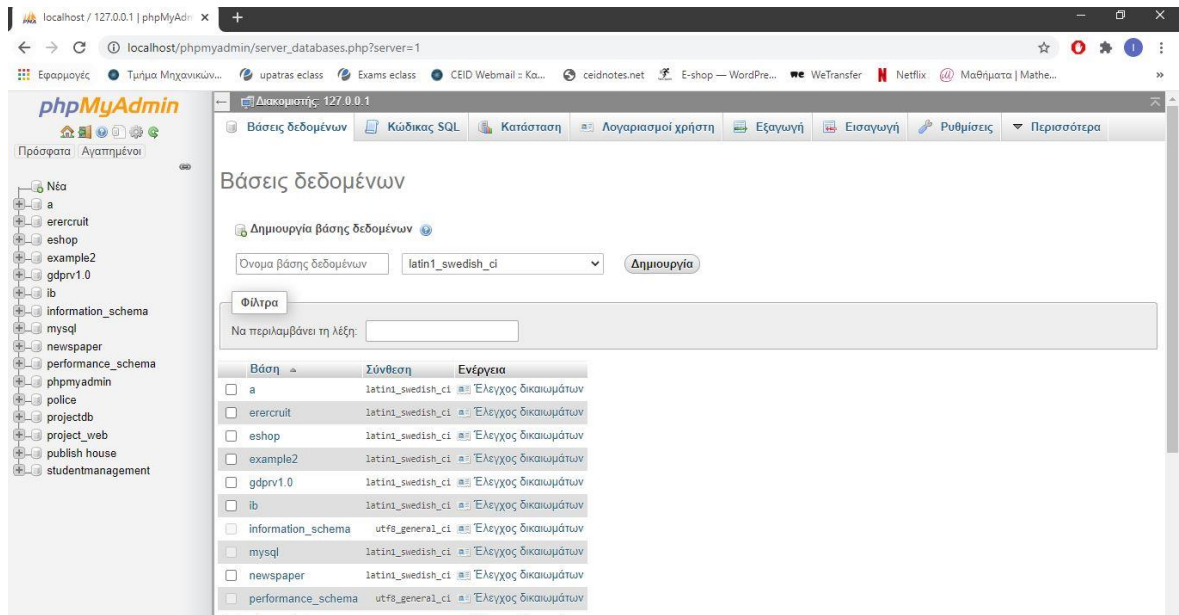 localhost / 127.0.0.1 | phpMyAdm
localhost/phpmyadmin/server_databases.php?server=1
Εφαρμογές Τμήμα Μηχανικών... upatras eclass Exams eclass CEID Webmail :: Κα... ceidnotes.net E-shop — WordPre... WeTransfer Netflix Μαθήματα | Mathe... »
phpMyAdmin
Πρόσφατα Αγαπημένοι
Νέα
a
erercruit
eshop
example2
gdprv1.0
ib
information_schema
mysql
newspaper
performance_schema
phpmyadmin
police
projectdb
project_web
publish house
studentmanagement
Διακομιστής: 127.0.0.1
Βάσεις δεδομένων Κώδικας SQL Κατάσταση Λογαριασμοί χρήστη Εξαγωγή Εισαγωγή Ρυθμίσεις Περισσότερα
Βάσεις δεδομένων
Δημιουργία βάσης δεδομένων
Όνομα βάσης δεδομένων latin1_swedish_ci Δημιουργία
Φίλτρα
Να περιλαμβάνει τη λέξη:
Βάση Σύνθεση Ενέργεια
a latin1_swedish_ci Έλεγχος δικαιωμάτων
erercruit latin1_swedish_ci Έλεγχος δικαιωμάτων
eshop latin1_swedish_ci Έλεγχος δικαιωμάτων
example2 latin1_swedish_ci Έλεγχος δικαιωμάτων
gdprv1.0 latin1_swedish_ci Έλεγχος δικαιωμάτων
ib latin1_swedish_ci Έλεγχος δικαιωμάτων
information_schema utf8_general_ci Έλεγχος δικαιωμάτων
mysql latin1_swedish_ci Έλεγχος δικαιωμάτων
newspaper latin1_swedish_ci Έλεγχος δικαιωμάτων
performance_schema utf8_general_ci Έλεγχος δικαιωμάτων